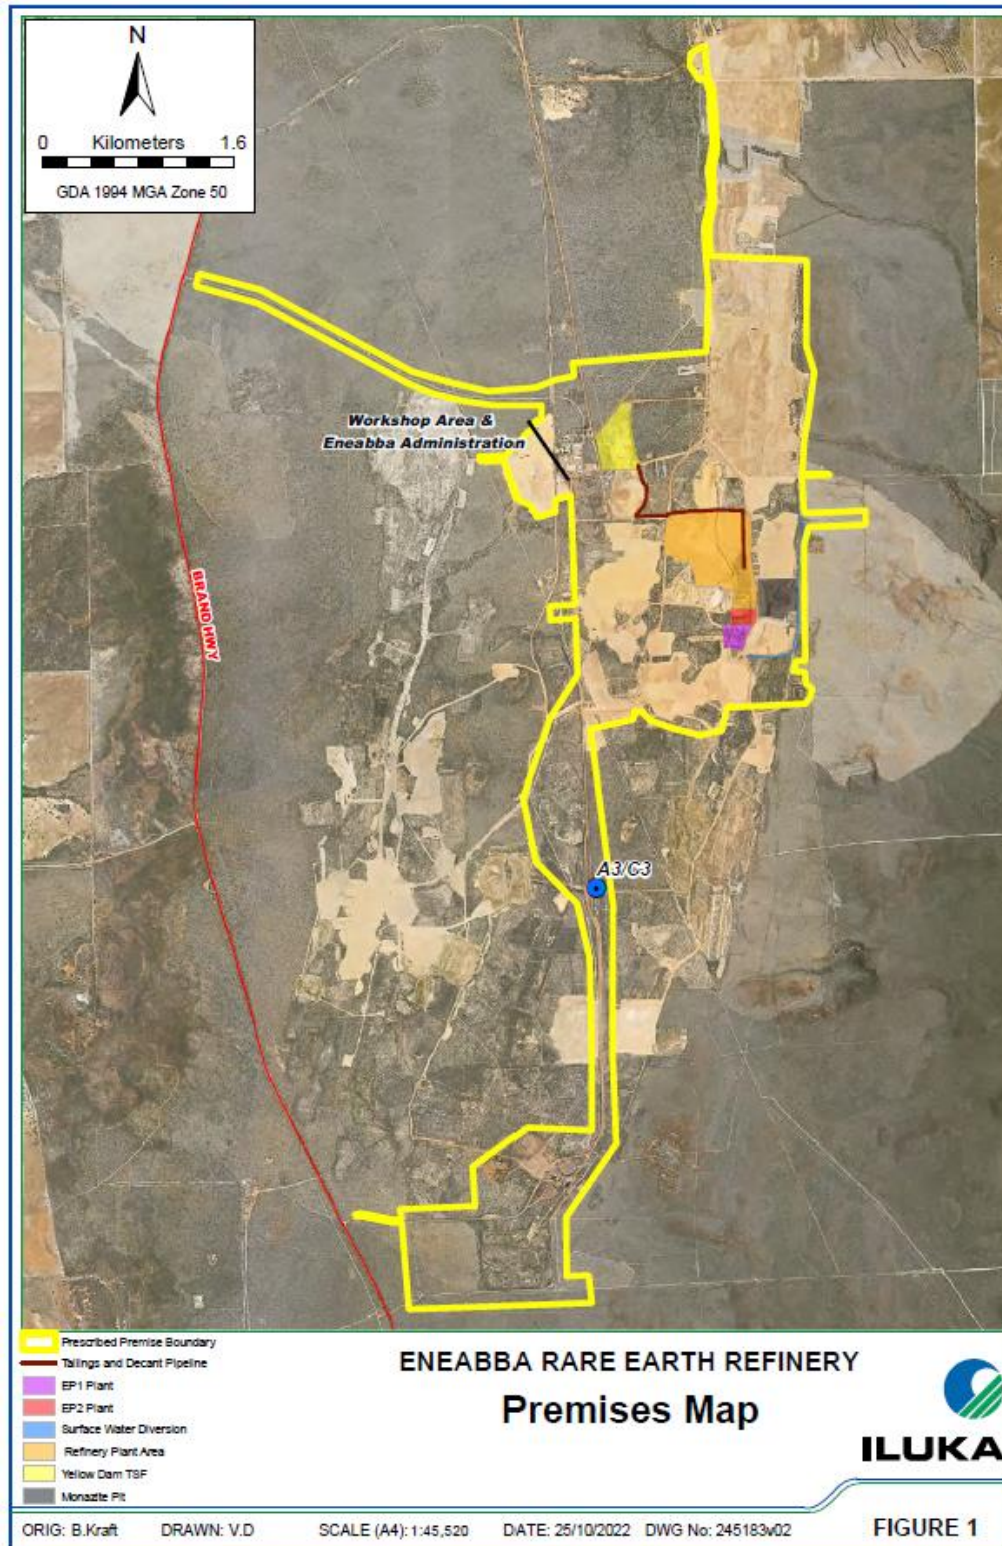 N
0 Kilometers 1.6
GDA 1994 MGA Zone 50
Workshop Area &
Eneabba Administration
BRAND HWY
A3/C3
Prescribed Premise Boundary
Tailings and Decant Pipeline
EP1 Plant
EP2 Plant
Surface Water Diversion
Refinery Plant Area
Yellow Dam TSF
Monazite Pit
ENEABBA RARE EARTH REFINERY
Premises Map
ILUKA
ORIG: B.Kraft DRAWN: V.D SCALE (A4): 1:45,520 DATE: 25/10/2022 DWG No: 245183v02 FIGURE 1